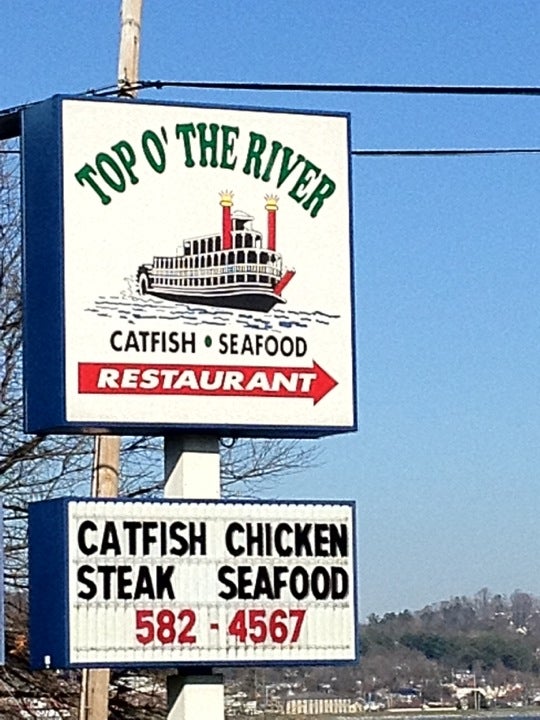 TOP O' THE RIVER
CATFISH • SEAFOOD
RESTAURANT
CATFISH CHICKEN
STEAK SEAFOOD
582-4567